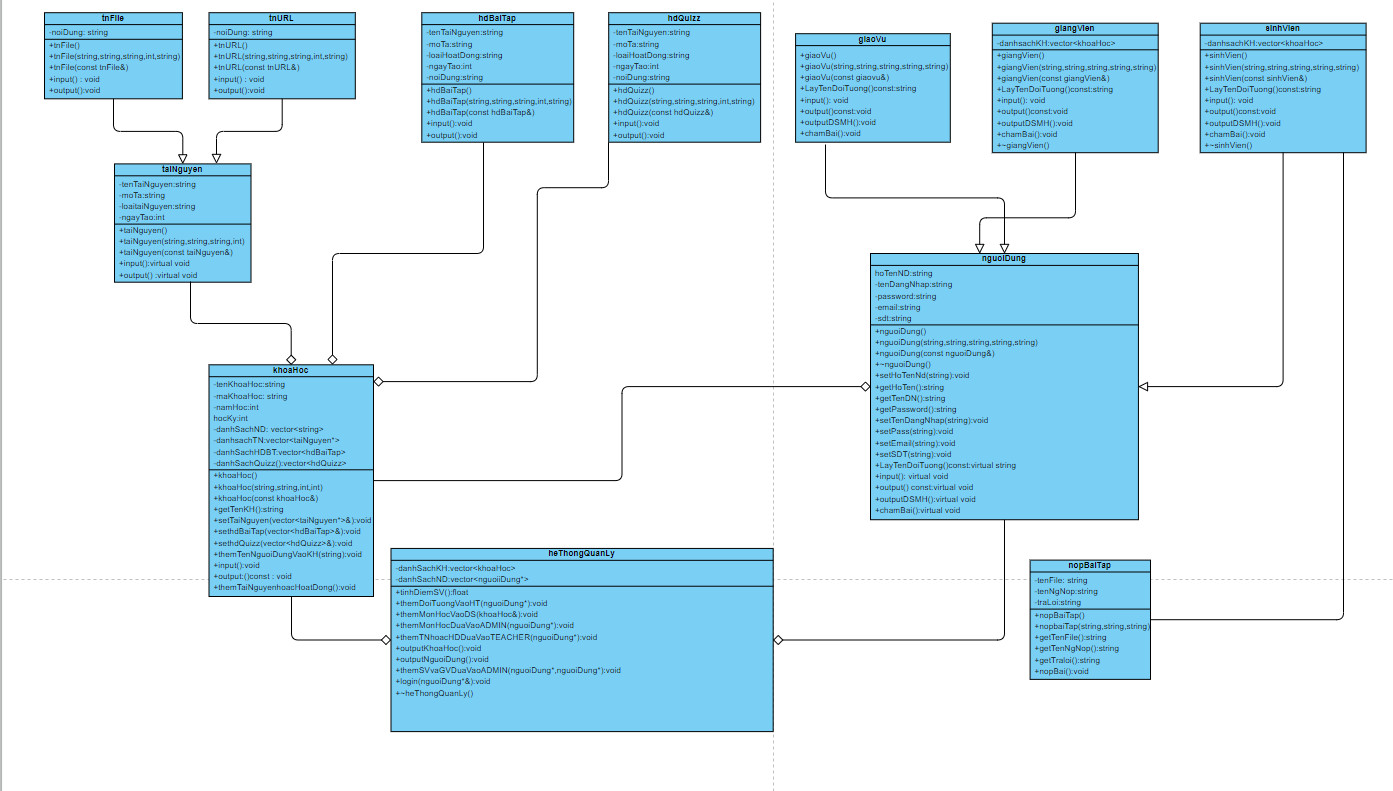 tnFile
-noiDung: string
+tnFile()
+tnFile(string,string,string,int,string)
+tnFile(const tnFile&)
+input() : void
+output():void
tnURL
-noiDung: string
+tnURL()
+tnURL(string,string,string,int,string)
+tnURL(const tnURL&)
+input() : void
+output():void
hdBaiTap
-tenTaiNguyen:string
-moTa:string
-loaiHoatDong:string
-ngayTao:int
-noiDung:string
+hdBaiTap()
+hdBaiTap(string,string,string,int,string)
+hdBaiTap(const hdBaiTap&)
+input():void
+output():void
hdQuizz
-tenTaiNguyen:string
-moTa:string
-loaiHoatDong:string
-ngayTao:int
-noiDung:string
+hdQuizz()
+hdQuizz(string,string,string,int,string)
+hdQuizz(const hdQuizz&)
+input():void
+output():void
giaoVu
+giaoVu()
+giaoVu(string,string,string,string,string)
+giaoVu(const giaovu&)
+LayTenDoiTuong()const:string
+input(): void
+output()const:void
+outputDSMH():void
+chamBai():void
giangVien
-danhsachKH:vector<khoaHoc>
+giangVien()
+giangVien(string,string,string,string,string)
+giangVien(const giangVien&)
+LayTenDoiTuong()const:string
+input(): void
+output()const:void
+outputDSMH():void
+chamBai():void
+~giangVien()
sinhVien
-danhsachKH:vector<khoaHoc>
+sinhVien()
+sinhVien(string,string,string,string,string)
+sinhVien(const sinhVien&)
+LayTenDoiTuong()const:string
+input(): void
+output()const:void
+outputDSMH():void
+chamBai():void
+~sinhVien()
taiNguyen
-tenTaiNguyen:string
-moTa:string
-loaitaiNguyen:string
-ngayTao:int
+taiNguyen()
+taiNguyen(string,string,string,int)
+taiNguyen(const taiNguyen&)
+input():virtual void
+output() :virtual void
nguoiDung
hoTenND:string
-tenDangNhap:string
-password:string
-email:string
-sdt:string
+nguoiDung()
+nguoiDung(string,string,string,string,string)
+nguoiDung(const nguoiDung&)
+~nguoiDung()
+setHoTenNd(string):void
+getHoTen():string
+getTenDN():string
+getPassword():string
+setTenDangNhap(string):void
+setPass(string):void
+setEmail(string):void
+setSDT(string):void
+LayTenDoiTuong()const:virtual string
+input(): virtual void
+output() const:virtual void
+outputDSMH():virtual void
+chamBai():virtual void
khoaHoc
-tenKhoaHoc:string
-maKhoaHoc: string
-namHoc:int
hocKy:int
-danhSachND: vector<string>
-danhsachTN:vector<taiNguyen*>
-danhSachHDBT:vector<hdBaiTap>
-danhSachQuizz():vector<hdQuizz>
+khoaHoc()
+khoaHoc(string,string,int,int)
+khoaHoc(const khoaHoc&)
+getTenKH():string
+setTaiNguyen(vector<taiNguyen*>&):void
+sethdBaiTap(vector<hdBaiTap>&):void
+sethdQuizz(vector<hdQuizz>&):void
+themTenNguoiDungVaoKH(string):void
+input():void
+output:()const : void
+themTaiNguyenhoacHoatDong():void
heThongQuanLy
-danhSachKH:vector<khoaHoc>
-danhSachND:vector<nguoiDung*>
+tinhDiemSV():float
+themDoiTuongVaoHT(nguoiDung*):void
+themMonHocVaoDS(khoaHoc&):void
+themMonHocDuaVaoADMIN(nguoiDung*):void
+themTNhoacHDDuaVaoTEACHER(nguoiDung*):void
+outputKhoaHoc():void
+outputNguoiDung():void
+themSVvaGVDuaVaoADMIN(nguoiDung*,nguoiDung*):void
+login(nguoiDung*&):void
+~heThongQuanLy()
nopBaiTap
-tenFile: string
-tenNgNop:string
-traLoi:string
+nopBaiTap()
+nopbaiTap(string,string,string)
+getTenFile():string
+getTenNgNop():string
+getTraloi():string
+nopBai():void